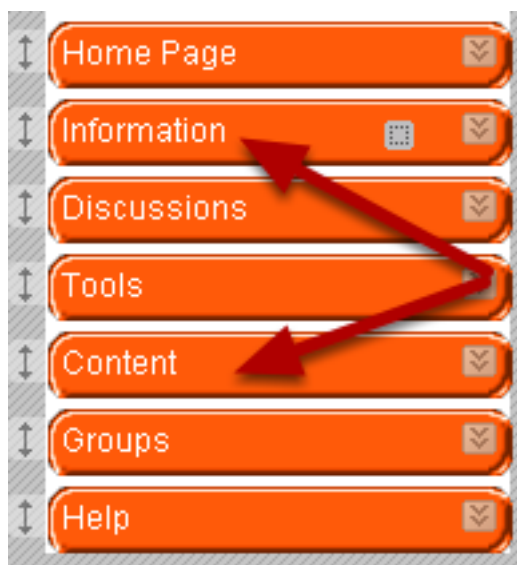 Home Page
Information
Discussions
Tools
Content
Groups
Help